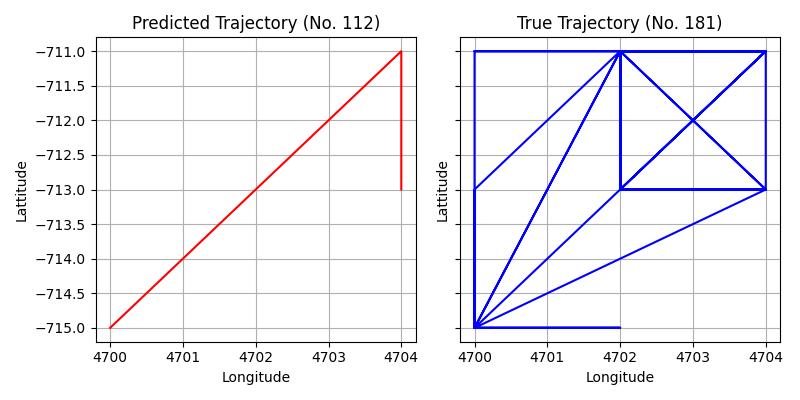 Predicted Trajectory (No. 112)
True Trajectory (No. 181)
−711.0
−711.5
−712.0
−712.5
−713.0
−713.5
−714.0
−714.5
−715.0
Lattitude
Lattitude
4700 4701 4702 4703 4704
4700 4701 4702 4703 4704
Longitude
Longitude